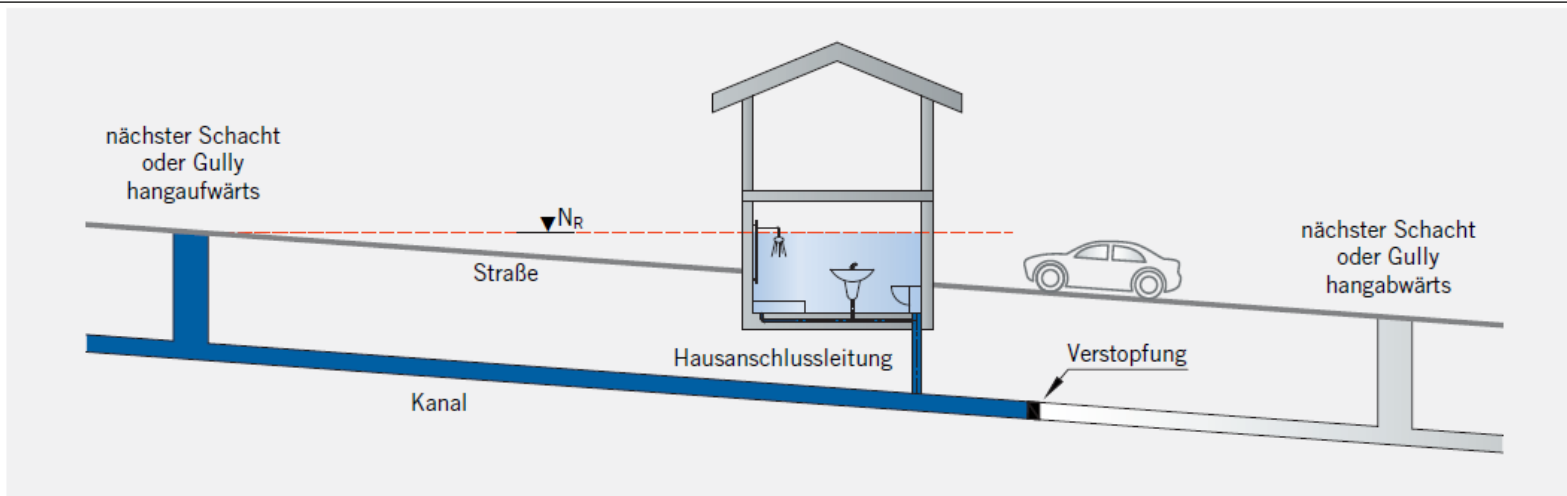 nächster Schacht
oder Gully
hangaufwärts
N_R
Straße
nächster Schacht
oder Gully
hangabwärts
Hausanschlussleitung
Verstopfung
Kanal